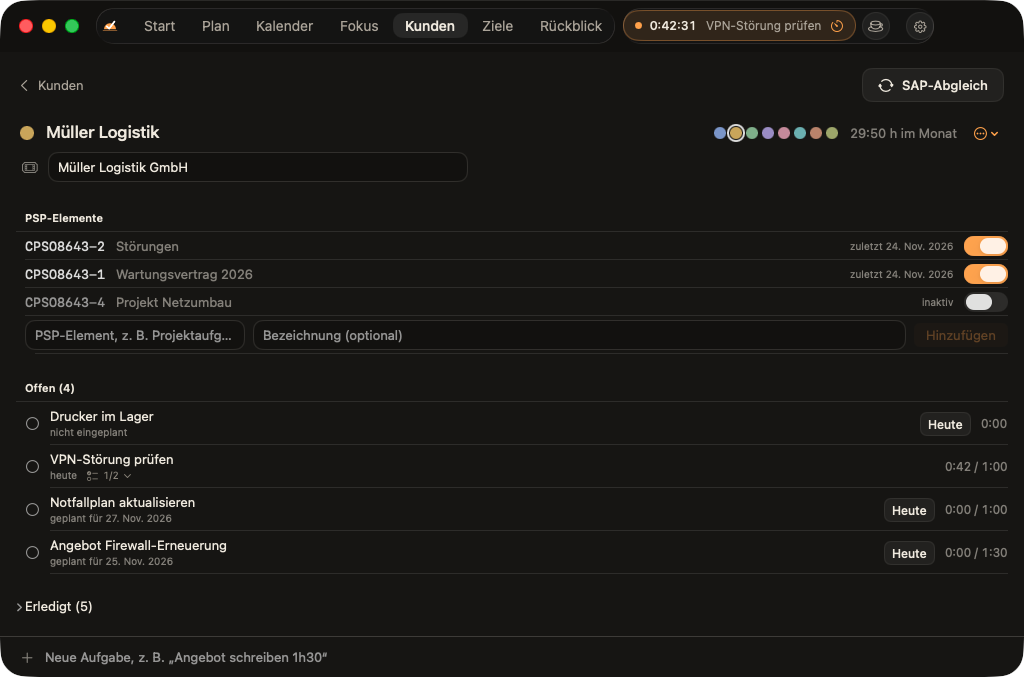 Start Plan Kalender Fokus Kunden Ziele Rückblick 0:42:31 VPN-Störung prüfen
Kunden
SAP-Abgleich
Müller Logistik
29:50 h im Monat
Müller Logistik GmbH
PSP-Elemente
CPS08643–2 Störungen zuletzt 24. Nov. 2026
CPS08643–1 Wartungsvertrag 2026 zuletzt 24. Nov. 2026
CPS08643–4 Projekt Netzumbau inaktiv
PSP-Element, z. B. Projektaufg... Bezeichnung (optional) Hinzufügen
Offen (4)
Drucker im Lager
nicht eingeplant
Heute 0:00
VPN-Störung prüfen
heute 1/2
0:42 / 1:00
Notfallplan aktualisieren
geplant für 27. Nov. 2026
Heute 0:00 / 1:00
Angebot Firewall-Erneuerung
geplant für 25. Nov. 2026
Heute 0:00 / 1:30
Erledigt (5)
Neue Aufgabe, z. B. „Angebot schreiben 1h30“